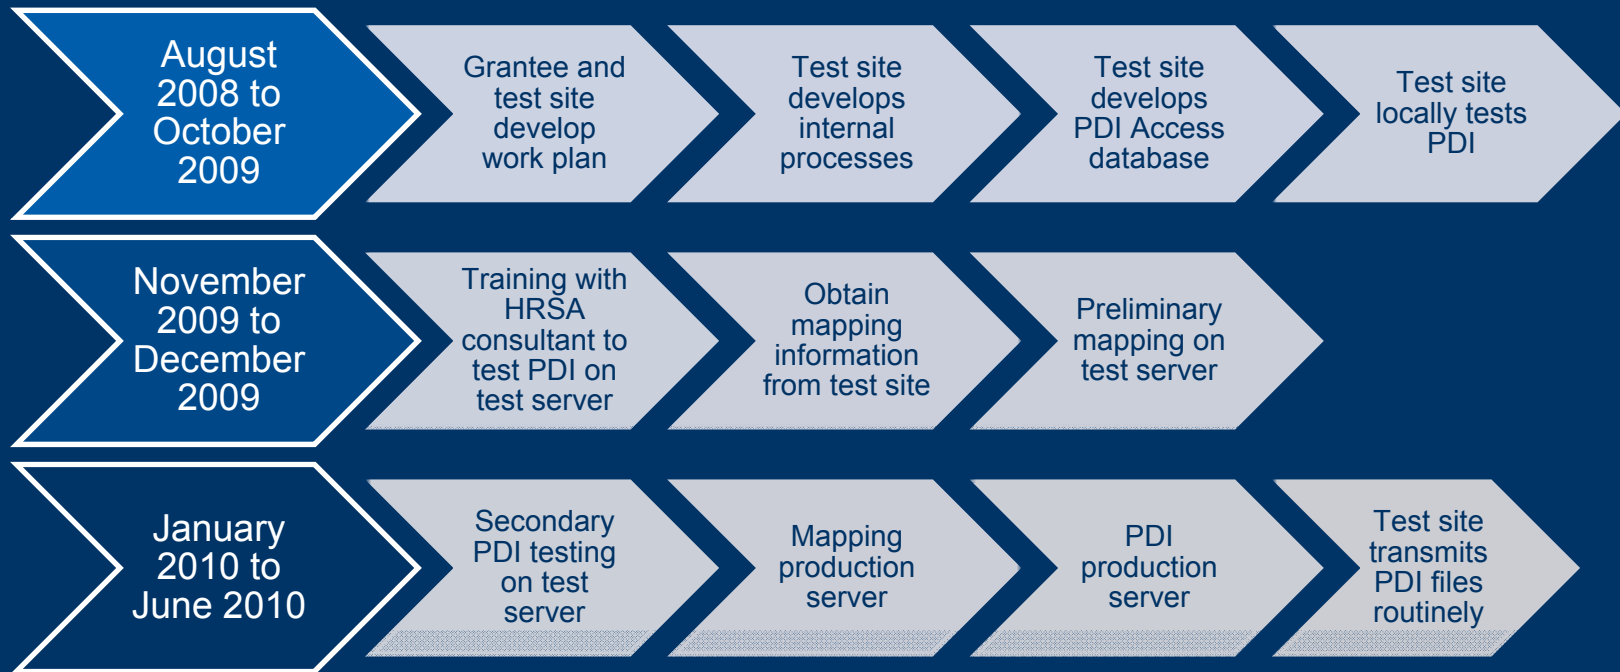 August
2008 to
October
2009
Grantee and
test site
develop
work plan
Test site
develops
internal
processes
Test site
develops
PDI Access
database
Test site
locally tests
PDI
November
2009 to
December
2009
Training with
HRSA
consultant to
test PDI on
test server
Obtain
mapping
information
from test site
Preliminary
mapping on
test server
January
2010 to
June 2010
Secondary
PDI testing
on test
server
Mapping
production
server
PDI
production
server
Test site
transmits
PDI files
routinely